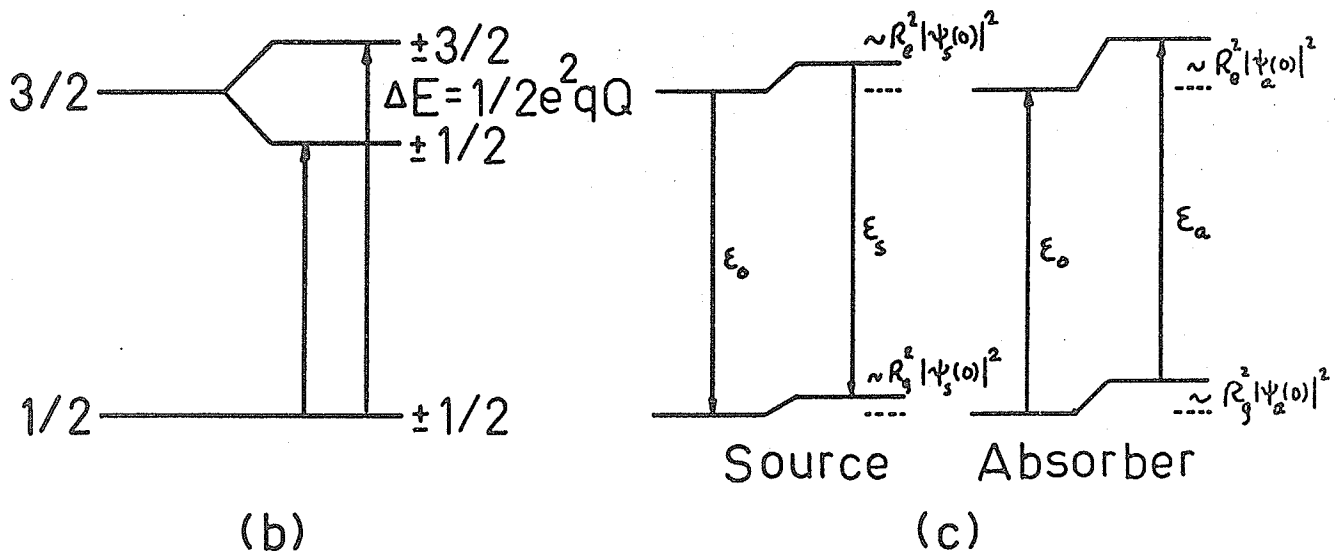 3/2
±3/2
ΔE=1/2e²qQ
±1/2
1/2
±1/2
(b)
~R_e²|ψ_s(0)|²
ε_o
ε_s
~R_g²|ψ_s(0)|²
Source
~R_e²|ψ_a(0)|²
ε_o
ε_a
~R_g²|ψ_a(0)|²
Absorber
(c)